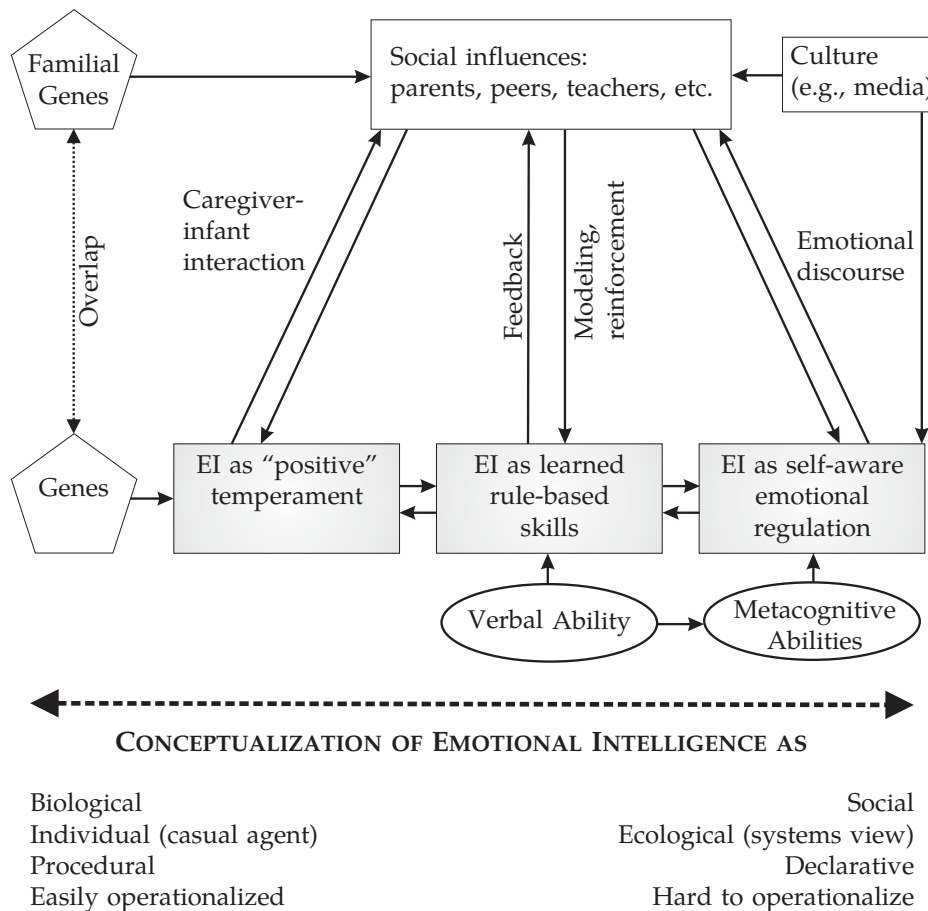 Familial
Genes
Social influences:
parents, peers, teachers, etc.
Culture
(e.g., media)
Overlap
Caregiver-
infant
interaction
Feedback
Modeling,
reinforcement
Emotional
discourse
Genes
EI as “positive”
temperament
EI as learned
rule-based
skills
EI as self-aware
emotional
regulation
Verbal Ability
Metacognitive
Abilities
CONCEPTUALIZATION OF EMOTIONAL INTELLIGENCE AS
Biological
Individual (casual agent)
Procedural
Easily operationalized
Social
Ecological (systems view)
Declarative
Hard to operationalize